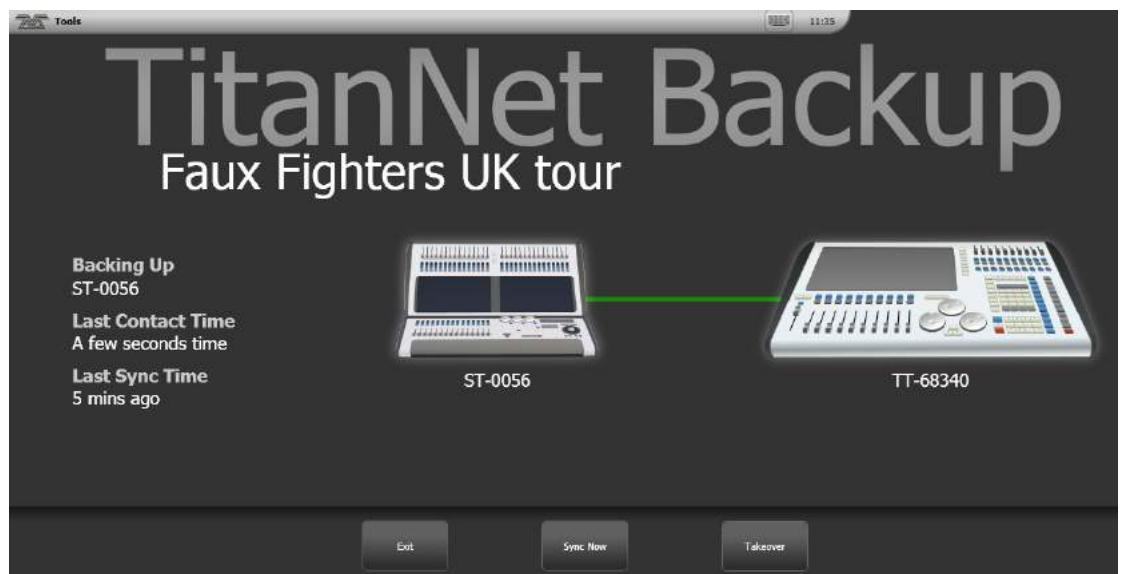 Tools
11:35
TitanNet Backup
Faux Fighters UK tour
Backing Up
ST-0056
Last Contact Time
A few seconds time
Last Sync Time
5 mins ago
ST-0056
TT-68340
Exit
Sync Now
Takeover